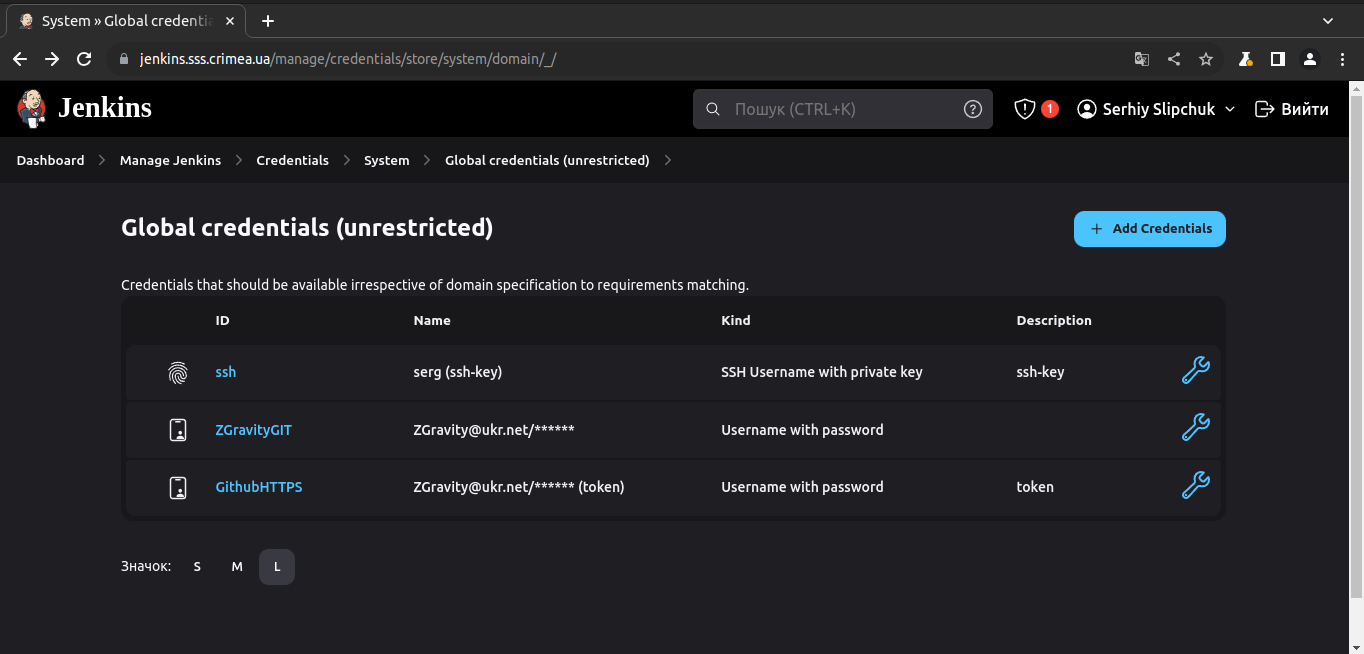 System » Global credentia
jenkins.sss.crimea.ua/manage/credentials/store/system/domain/_/
Jenkins
Пошук (CTRL+K)
1
Serhiy Slipchuk
Вийти
Dashboard
Manage Jenkins
Credentials
System
Global credentials (unrestricted)
Global credentials (unrestricted)
+ Add Credentials
Credentials that should be available irrespective of domain specification to requirements matching.
ID Name Kind Description
ssh serg (ssh-key) SSH Username with private key ssh-key
ZGravityGIT ZGravity@ukr.net/****** Username with password
GithubHTTPS ZGravity@ukr.net/****** (token) Username with password token
Значок: S M L